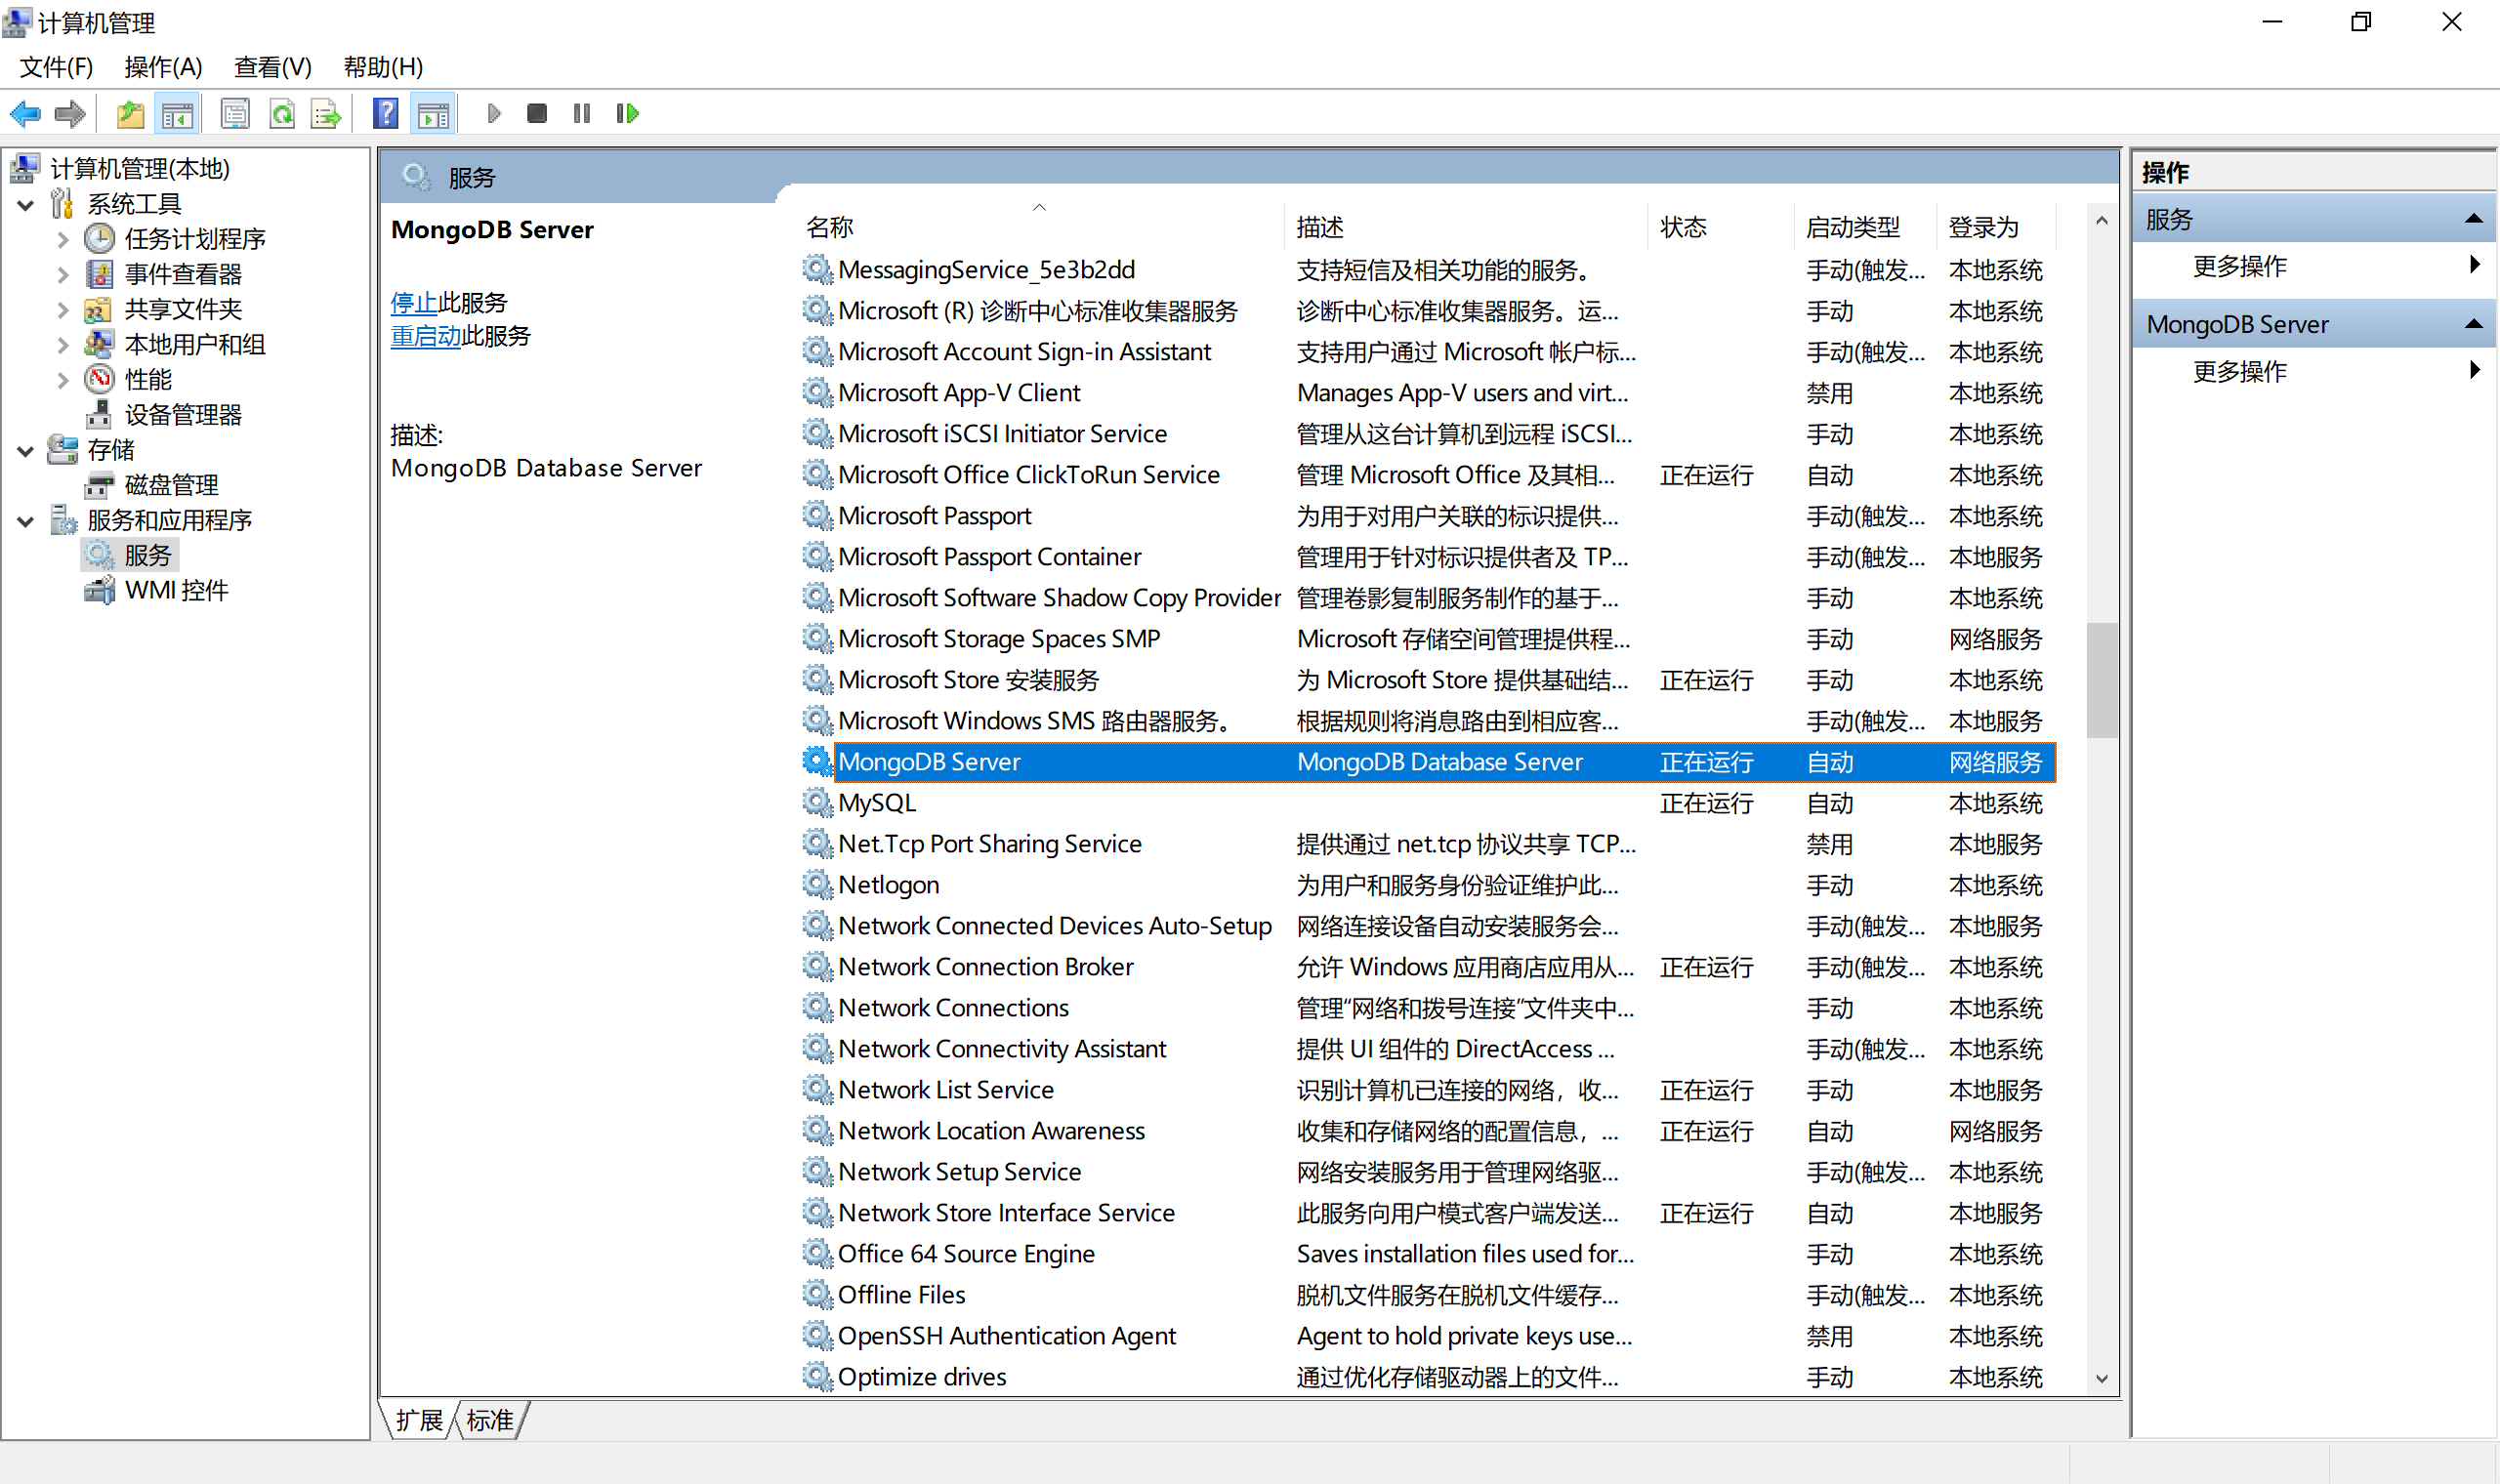 计算机管理
文件(F) 操作(A) 查看(V) 帮助(H)
计算机管理(本地)
系统工具
任务计划程序
事件查看器
共享文件夹
本地用户和组
性能
设备管理器
存储
磁盘管理
服务和应用程序
服务
WMI 控件
服务
MongoDB Server
停止此服务
重启动此服务
描述:
MongoDB Database Server
名称 描述 状态 启动类型 登录为
MessagingService_5e3b2dd 支持短信及相关功能的服务。 手动(触发... 本地系统
Microsoft (R) 诊断中心标准收集器服务 诊断中心标准收集器服务。运... 手动 本地系统
Microsoft Account Sign-in Assistant 支持用户通过 Microsoft 帐户标... 手动(触发... 本地系统
Microsoft App-V Client Manages App-V users and virt... 禁用 本地系统
Microsoft iSCSI Initiator Service 管理从这台计算机到远程 iSCSI... 手动 本地系统
Microsoft Office ClickToRun Service 管理 Microsoft Office 及其相... 正在运行 自动 本地系统
Microsoft Passport 为用于对用户关联的标识提供... 手动(触发... 本地系统
Microsoft Passport Container 管理用于针对标识提供者及 TP... 手动(触发... 本地服务
Microsoft Software Shadow Copy Provider 管理卷影复制服务制作的基于... 手动 本地系统
Microsoft Storage Spaces SMP Microsoft 存储空间管理提供程... 手动 网络服务
Microsoft Store 安装服务 为 Microsoft Store 提供基础结... 正在运行 手动 本地系统
Microsoft Windows SMS 路由器服务。 根据规则将消息路由到相应客... 手动(触发... 本地服务
MongoDB Server MongoDB Database Server 正在运行 自动 网络服务
MySQL 正在运行 自动 本地系统
Net.Tcp Port Sharing Service 提供通过 net.tcp 协议共享 TCP... 禁用 本地服务
Netlogon 为用户和服务身份验证维护此... 手动 本地系统
Network Connected Devices Auto-Setup 网络连接设备自动安装服务会... 手动(触发... 本地服务
Network Connection Broker 允许 Windows 应用商店应用从... 正在运行 手动(触发... 本地系统
Network Connections 管理“网络和拨号连接”文件夹中... 手动 本地系统
Network Connectivity Assistant 提供 UI 组件的 DirectAccess ... 手动(触发... 本地系统
Network List Service 识别计算机已连接的网络，收... 正在运行 手动 本地服务
Network Location Awareness 收集和存储网络的配置信息，... 正在运行 自动 网络服务
Network Setup Service 网络安装服务用于管理网络驱... 手动(触发... 本地系统
Network Store Interface Service 此服务向用户模式客户端发送... 正在运行 自动 本地服务
Office 64 Source Engine Saves installation files used for... 手动 本地系统
Offline Files 脱机文件服务在脱机文件缓存... 手动(触发... 本地系统
OpenSSH Authentication Agent Agent to hold private keys use... 禁用 本地系统
Optimize drives 通过优化存储驱动器上的文件... 手动 本地系统
扩展 标准
操作
服务
更多操作
MongoDB Server
更多操作